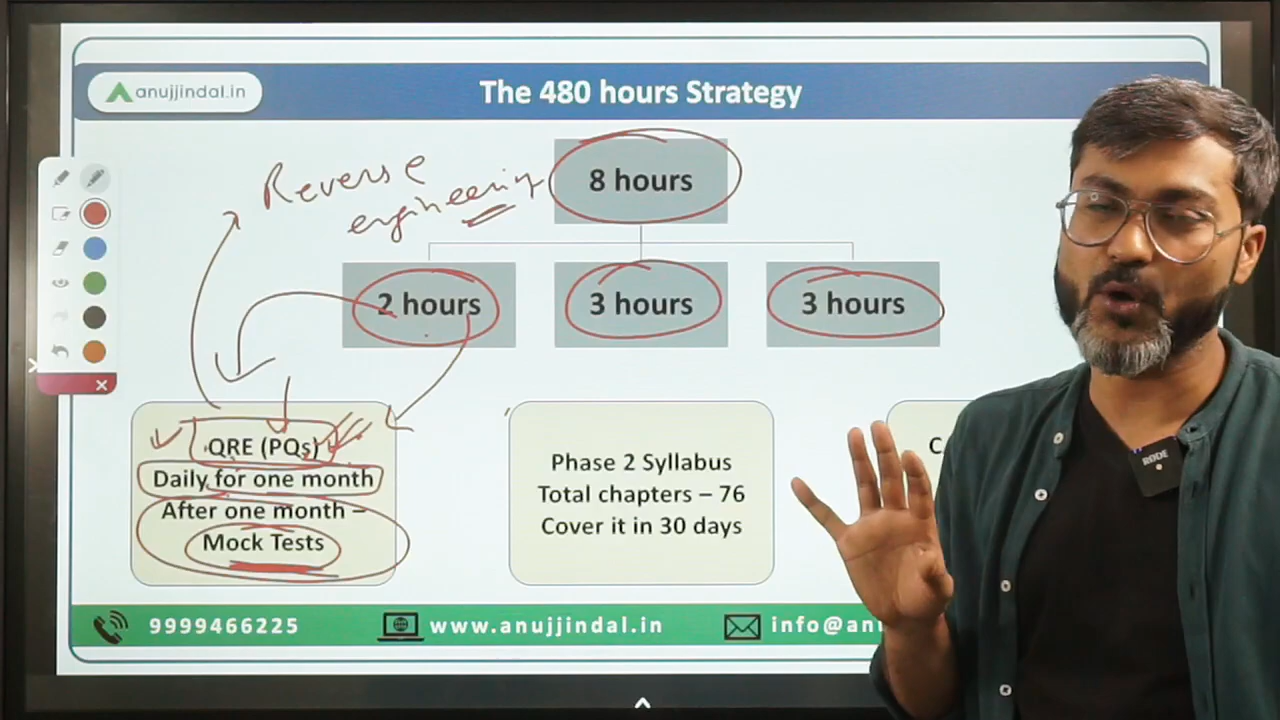 anujjindal.in
The 480 hours Strategy
Reverse
engineering
8 hours
2 hours
3 hours
3 hours
QRE (PQs)
Daily for one month
After one month –
Mock Tests
Phase 2 Syllabus
Total chapters – 76
Cover it in 30 days
C
RODE
9999466225
www.anujjindal.in
info@an